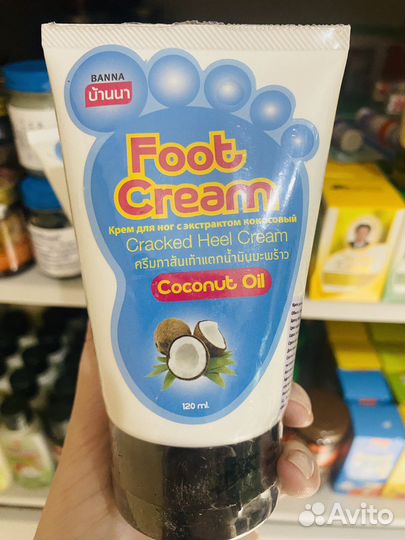 BANNA
บ้านนา
Foot
Cream
Крем для ног с экстрактом кокосовый
Cracked Heel Cream
ครีมทาส้นเท้าแตกน้ำมันมะพร้าว
Coconut Oil
120 ml.
Avito